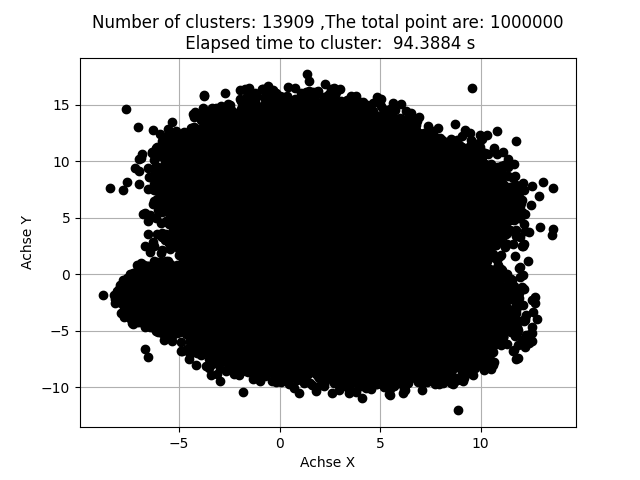 Number of clusters: 13909 ,The total point are: 1000000
Elapsed time to cluster:  94.3884 s
15
10
5
0
−5
−10
Achse Y
−5
0
5
10
Achse X